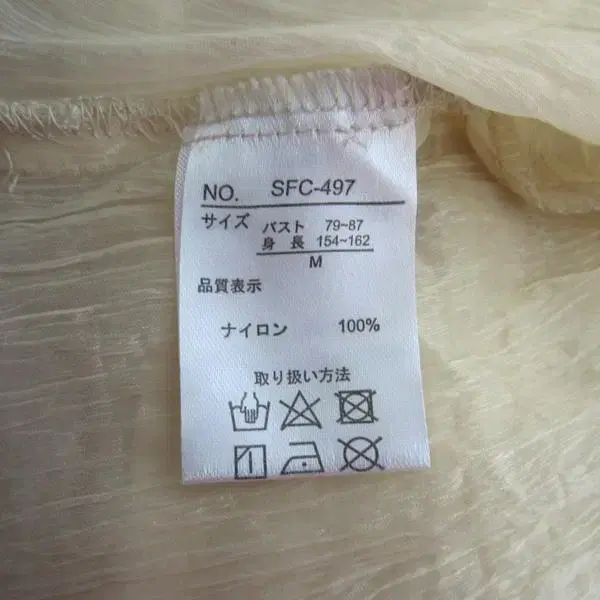 NO. SFC-497
サイズ バスト 79~87
身長 154~162
M
品質表示
ナイロン 100%
取り扱い方法